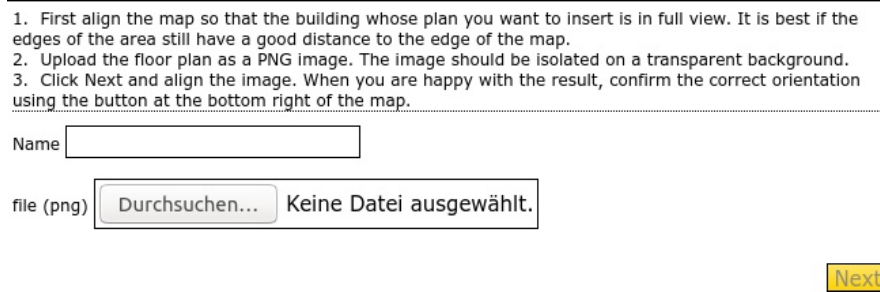 1. First align the map so that the building whose plan you want to insert is in full view. It is best if the
edges of the area still have a good distance to the edge of the map.
2. Upload the floor plan as a PNG image. The image should be isolated on a transparent background.
3. Click Next and align the image. When you are happy with the result, confirm the correct orientation
using the button at the bottom right of the map.
Name
file (png) Durchsuchen... Keine Datei ausgewählt.
Next